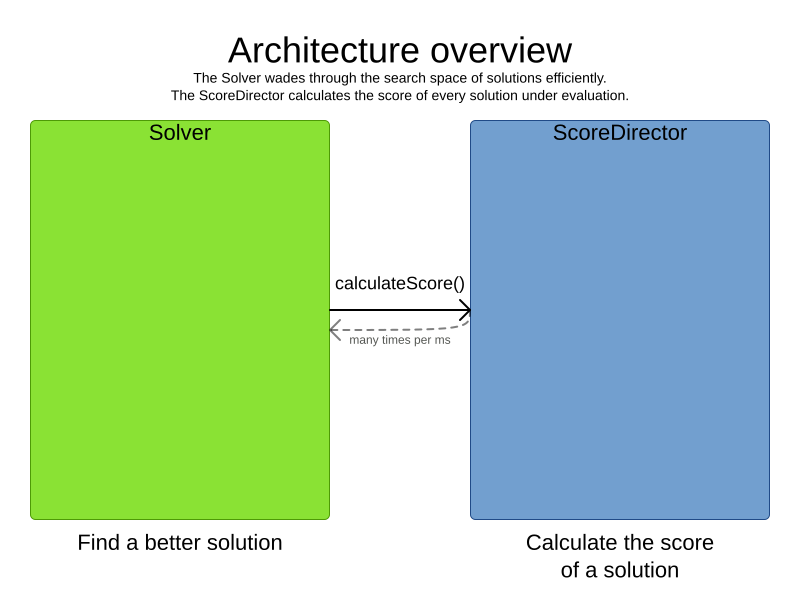 Architecture overview
The Solver wades through the search space of solutions efficiently.
The ScoreDirector calculates the score of every solution under evaluation.
Solver
ScoreDirector
calculateScore()
many times per ms
Find a better solution
Calculate the score
of a solution